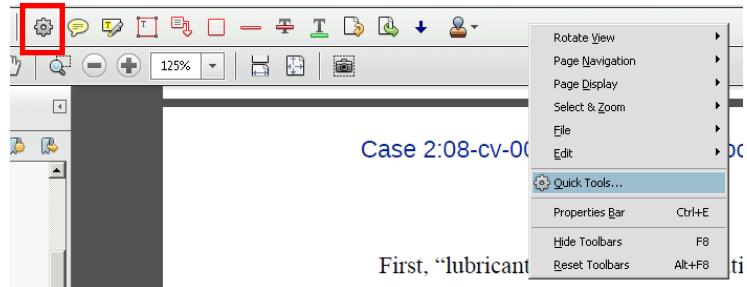 125%
Case 2:08-cv-00
First, “lubricant
Rotate View
Page Navigation
Page Display
Select & Zoom
File
Edit
Quick Tools...
Properties Bar Ctrl+E
Hide Toolbars F8
Reset Toolbars Alt+F8